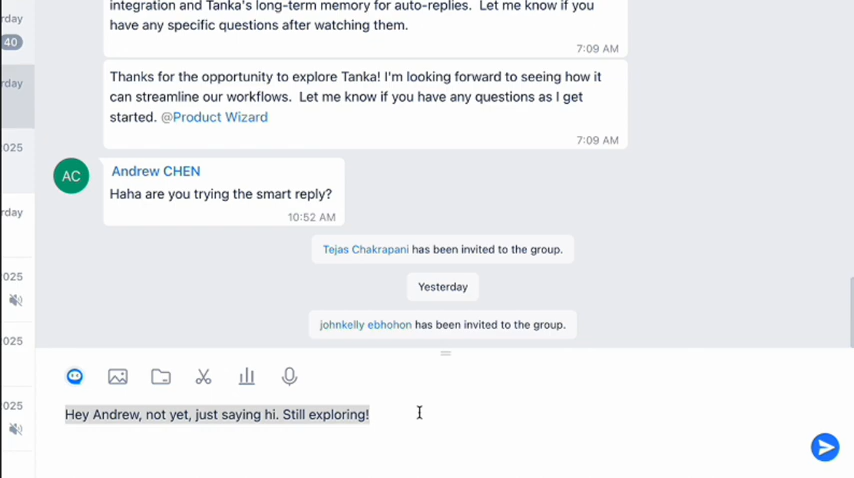 rday
40
rday
2025
rday
2025
2025
2025
integration and Tanka's long-term memory for auto-replies. Let me know if you
have any specific questions after watching them.
7:09 AM
Thanks for the opportunity to explore Tanka! I'm looking forward to seeing how it
can streamline our workflows. Let me know if you have any questions as I get
started. @Product Wizard
7:09 AM
AC
Andrew CHEN
Haha are you trying the smart reply?
10:52 AM
Tejas Chakrapani has been invited to the group.
Yesterday
johnkelly ebhohon has been invited to the group.
Hey Andrew, not yet, just saying hi. Still exploring!